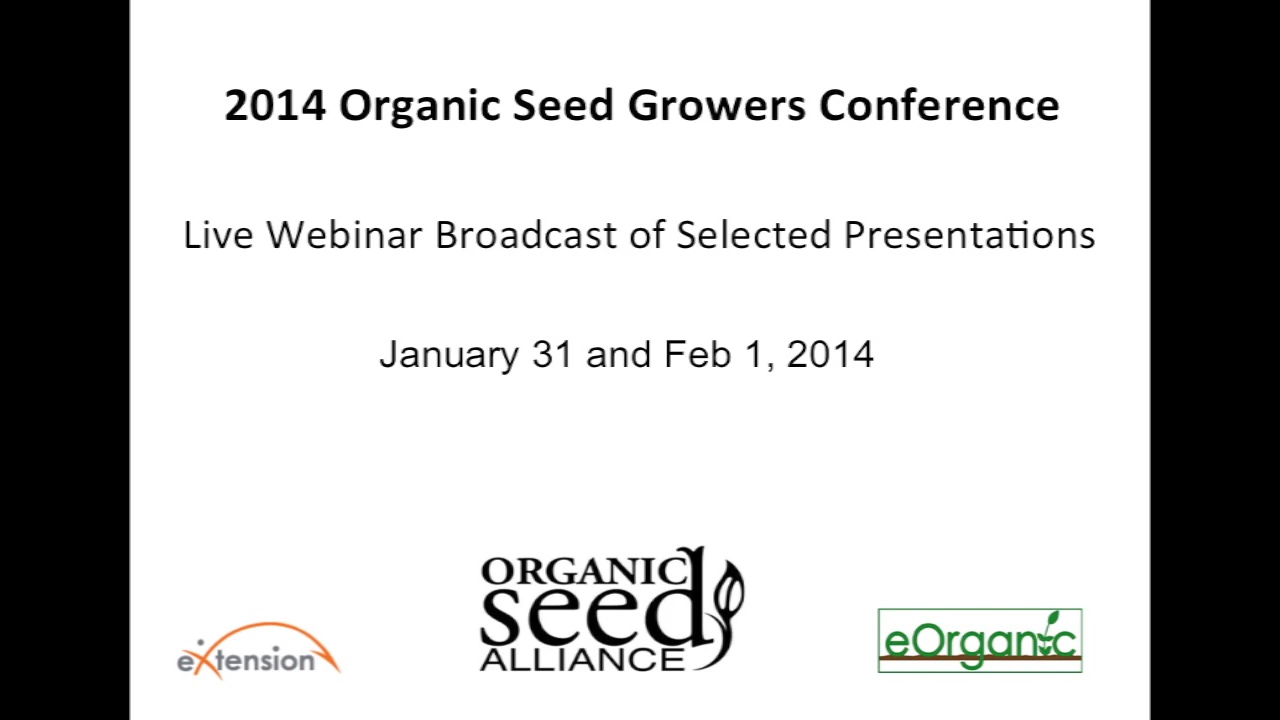 2014 Organic Seed Growers Conference
Live Webinar Broadcast of Selected Presentations
January 31 and Feb 1, 2014
ORGANIC
seed
ALLIANCE
eXtension
eOrganic